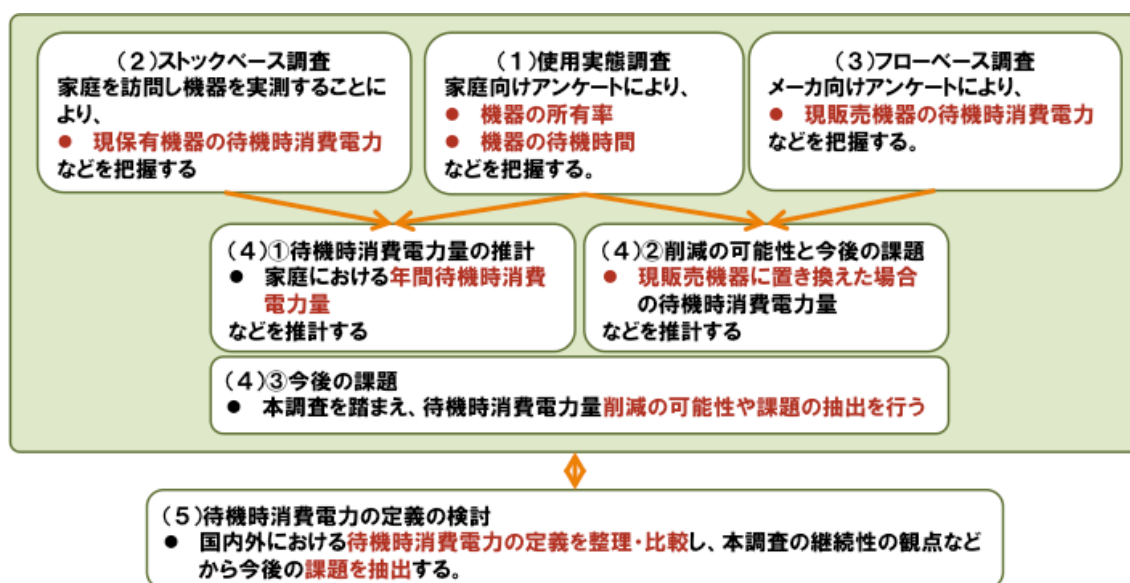 (2)ストックベース調査
家庭を訪問し機器を実測することに
より、
● 現保有機器の待機時消費電力
などを把握する
(1)使用実態調査
家庭向けアンケートにより、
● 機器の所有率
● 機器の待機時間
などを把握する。
(3)フローベース調査
メーカ向けアンケートにより、
● 現販売機器の待機時消費電力
などを把握する。
(4)①待機時消費電力量の推計
● 家庭における年間待機時消費
電力量
などを推計する
(4)②削減の可能性と今後の課題
● 現販売機器に置き換えた場合
の待機時消費電力量
などを推計する
(4)③今後の課題
● 本調査を踏まえ、待機時消費電力量削減の可能性や課題の抽出を行う
(5)待機時消費電力の定義の検討
● 国内外における待機時消費電力の定義を整理・比較し、本調査の継続性の観点など
から今後の課題を抽出する。